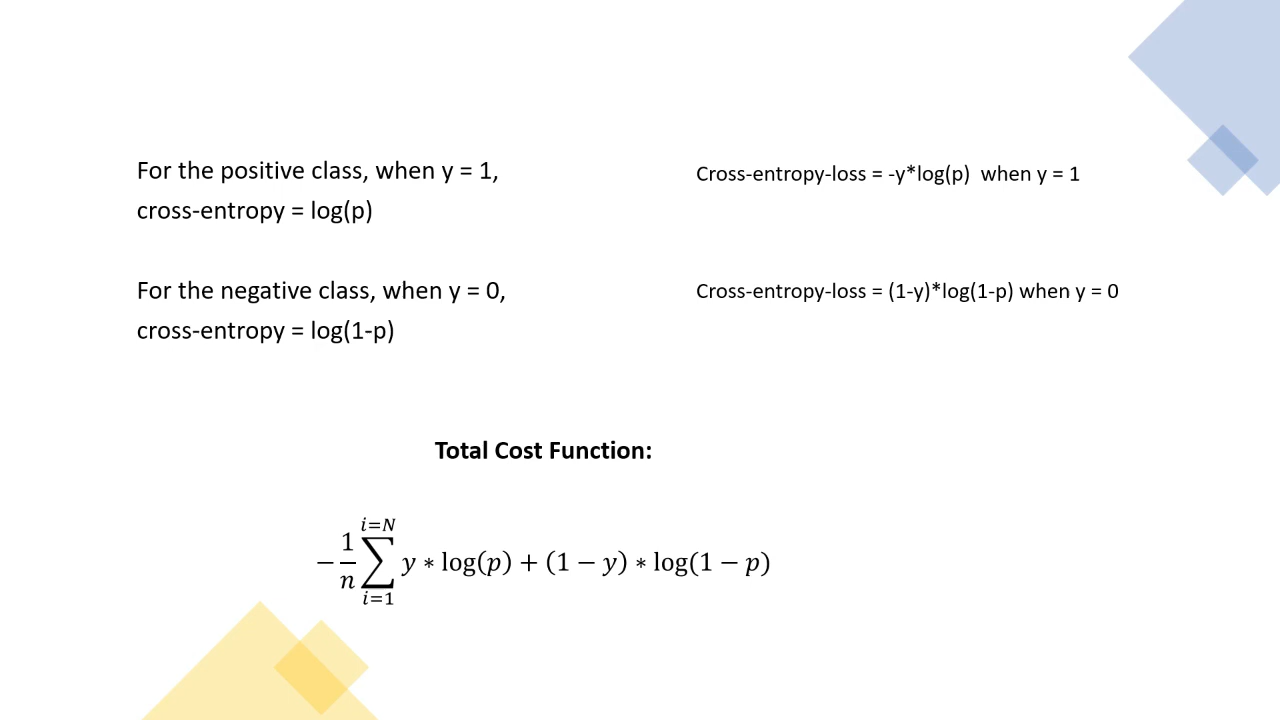 For the positive class, when y = 1,
cross-entropy = log(p)
Cross-entropy-loss = -y*log(p)  when y = 1
For the negative class, when y = 0,
cross-entropy = log(1-p)
Cross-entropy-loss = (1-y)*log(1-p) when y = 0
Total Cost Function:
−1/n ∑_{i=1}^{i=N} y ∗ log(p) + (1 − y) ∗ log(1 − p)